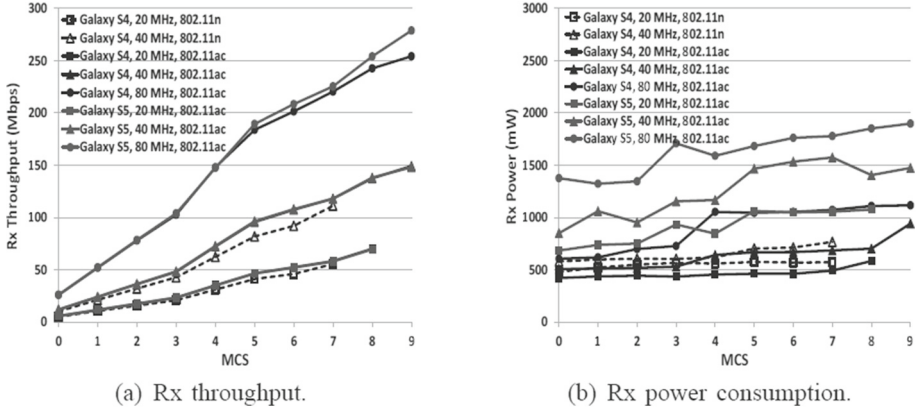 300
250
200
150
100
50
0
Rx Throughput (Mbps)
Galaxy S4, 20 MHz, 802.11n
Galaxy S4, 40 MHz, 802.11n
Galaxy S4, 20 MHz, 802.11ac
Galaxy S4, 40 MHz, 802.11ac
Galaxy S4, 80 MHz, 802.11ac
Galaxy S5, 20 MHz, 802.11ac
Galaxy S5, 40 MHz, 802.11ac
Galaxy S5, 80 MHz, 802.11ac
0 1 2 3 4 5 6 7 8 9
MCS
(a) Rx throughput.
3000
2500
2000
1500
1000
500
0
Rx Power (mW)
Galaxy S4, 20 MHz, 802.11n
Galaxy S4, 40 MHz, 802.11n
Galaxy S4, 20 MHz, 802.11ac
Galaxy S4, 40 MHz, 802.11ac
Galaxy S4, 80 MHz, 802.11ac
Galaxy S5, 20 MHz, 802.11ac
Galaxy S5, 40 MHz, 802.11ac
Galaxy S5, 80 MHz, 802.11ac
0 1 2 3 4 5 6 7 8 9
MCS
(b) Rx power consumption.